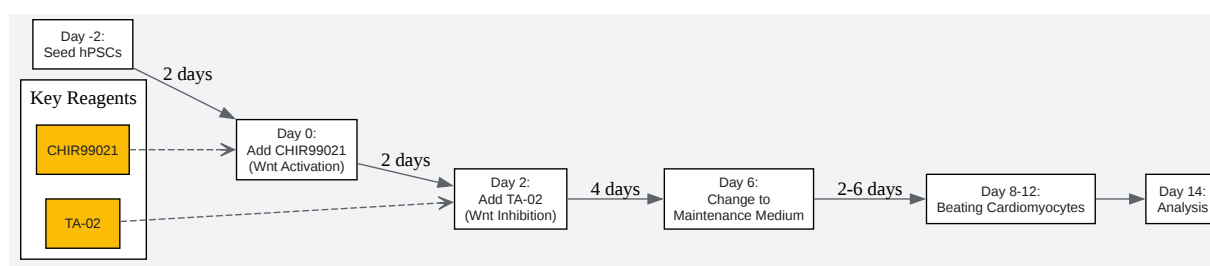 Day -2:
Seed hPSCs
2 days
Key Reagents
CHIR99021
TA-02
Day 0:
Add CHIR99021
(Wnt Activation)
2 days
Day 2:
Add TA-02
(Wnt Inhibition)
4 days
Day 6:
Change to
Maintenance Medium
2-6 days
Day 8-12:
Beating Cardiomyocytes
Day 14:
Analysis